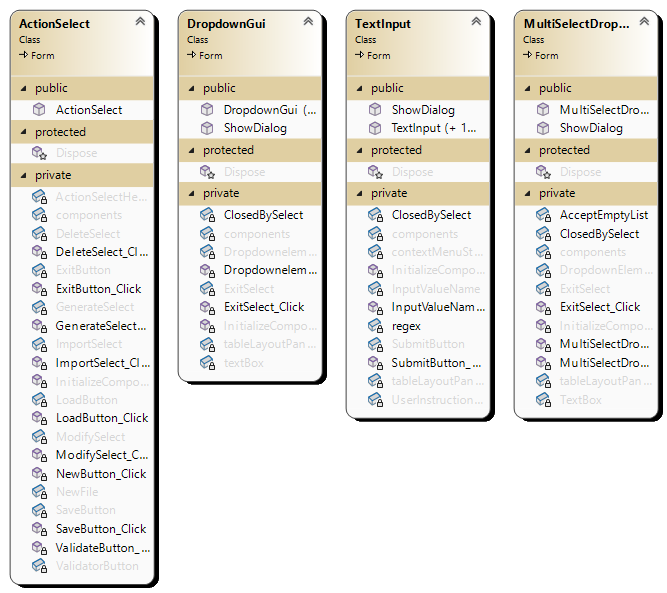 ActionSelect
Class
→ Form
public
ActionSelect
protected
Dispose
private
ActionSelectHe...
components
DeleteSelect
DeleteSelect_Cl...
ExitButton
ExitButton_Click
GenerateSelect
GenerateSelect...
ImportSelect
ImportSelect_Cl...
InitializeCompo...
LoadButton
LoadButton_Click
ModifySelect
ModifySelect_C...
NewButton_Click
NewFile
SaveButton
SaveButton_Click
ValidateButton_...
ValidatorButton
DropdownGui
Class
→ Form
public
DropdownGui (...
ShowDialog
protected
Dispose
private
ClosedBySelect
components
Dropdownelem...
Dropdownelem...
ExitSelect
ExitSelect_Click
InitializeCompo...
tableLayoutPan...
textBox
TextInput
Class
→ Form
public
ShowDialog
TextInput (+ 1...
protected
Dispose
private
ClosedBySelect
components
contextMenuSt...
InitializeCompo...
InputValueName
InputValueNam...
regex
SubmitButton
SubmitButton_...
tableLayoutPan...
UserInstruction...
MultiSelectDrop...
Class
→ Form
public
MultiSelectDro...
ShowDialog
protected
Dispose
private
AcceptEmptyList
ClosedBySelect
components
DropdownElem...
ExitSelect
ExitSelect_Click
InitializeCompo...
MultiSelectDro...
MultiSelectDro...
tableLayoutPan...
TextBox